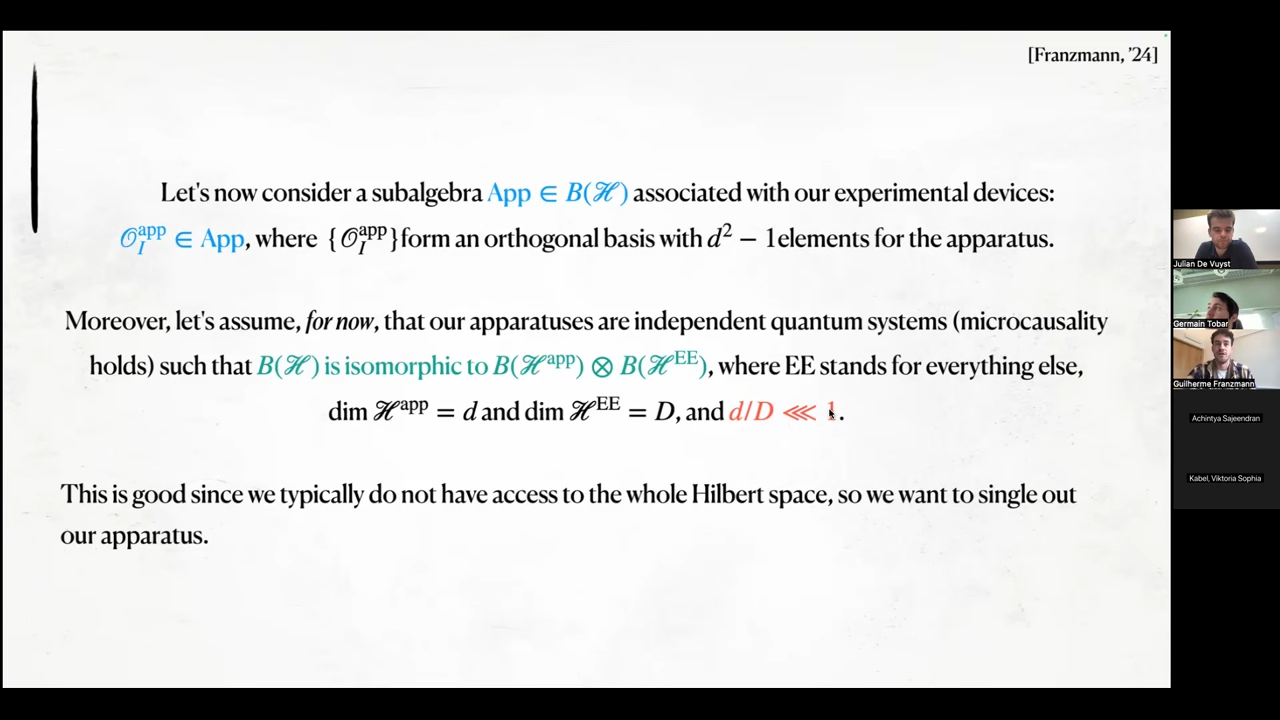 [Franzmann, '24]
Let's now consider a subalgebra App ∈ B(ℋ) associated with our experimental devices:
𝒪_I^app ∈ App, where {𝒪_I^app}form an orthogonal basis with d² − 1elements for the apparatus.
Moreover, let's assume, for now, that our apparatuses are independent quantum systems (microcausality
holds) such that B(ℋ) is isomorphic to B(ℋ^app) ⊗ B(ℋ^EE), where EE stands for everything else,
dim ℋ^app = d and dim ℋ^EE = D, and d/D ⋘ 1.
This is good since we typically do not have access to the whole Hilbert space, so we want to single out
our apparatus.
Julian De Vuyst
Germain Tobar
Guilherme Franzmann
Achintya Sajeendran
Kabel, Viktoria Sophia